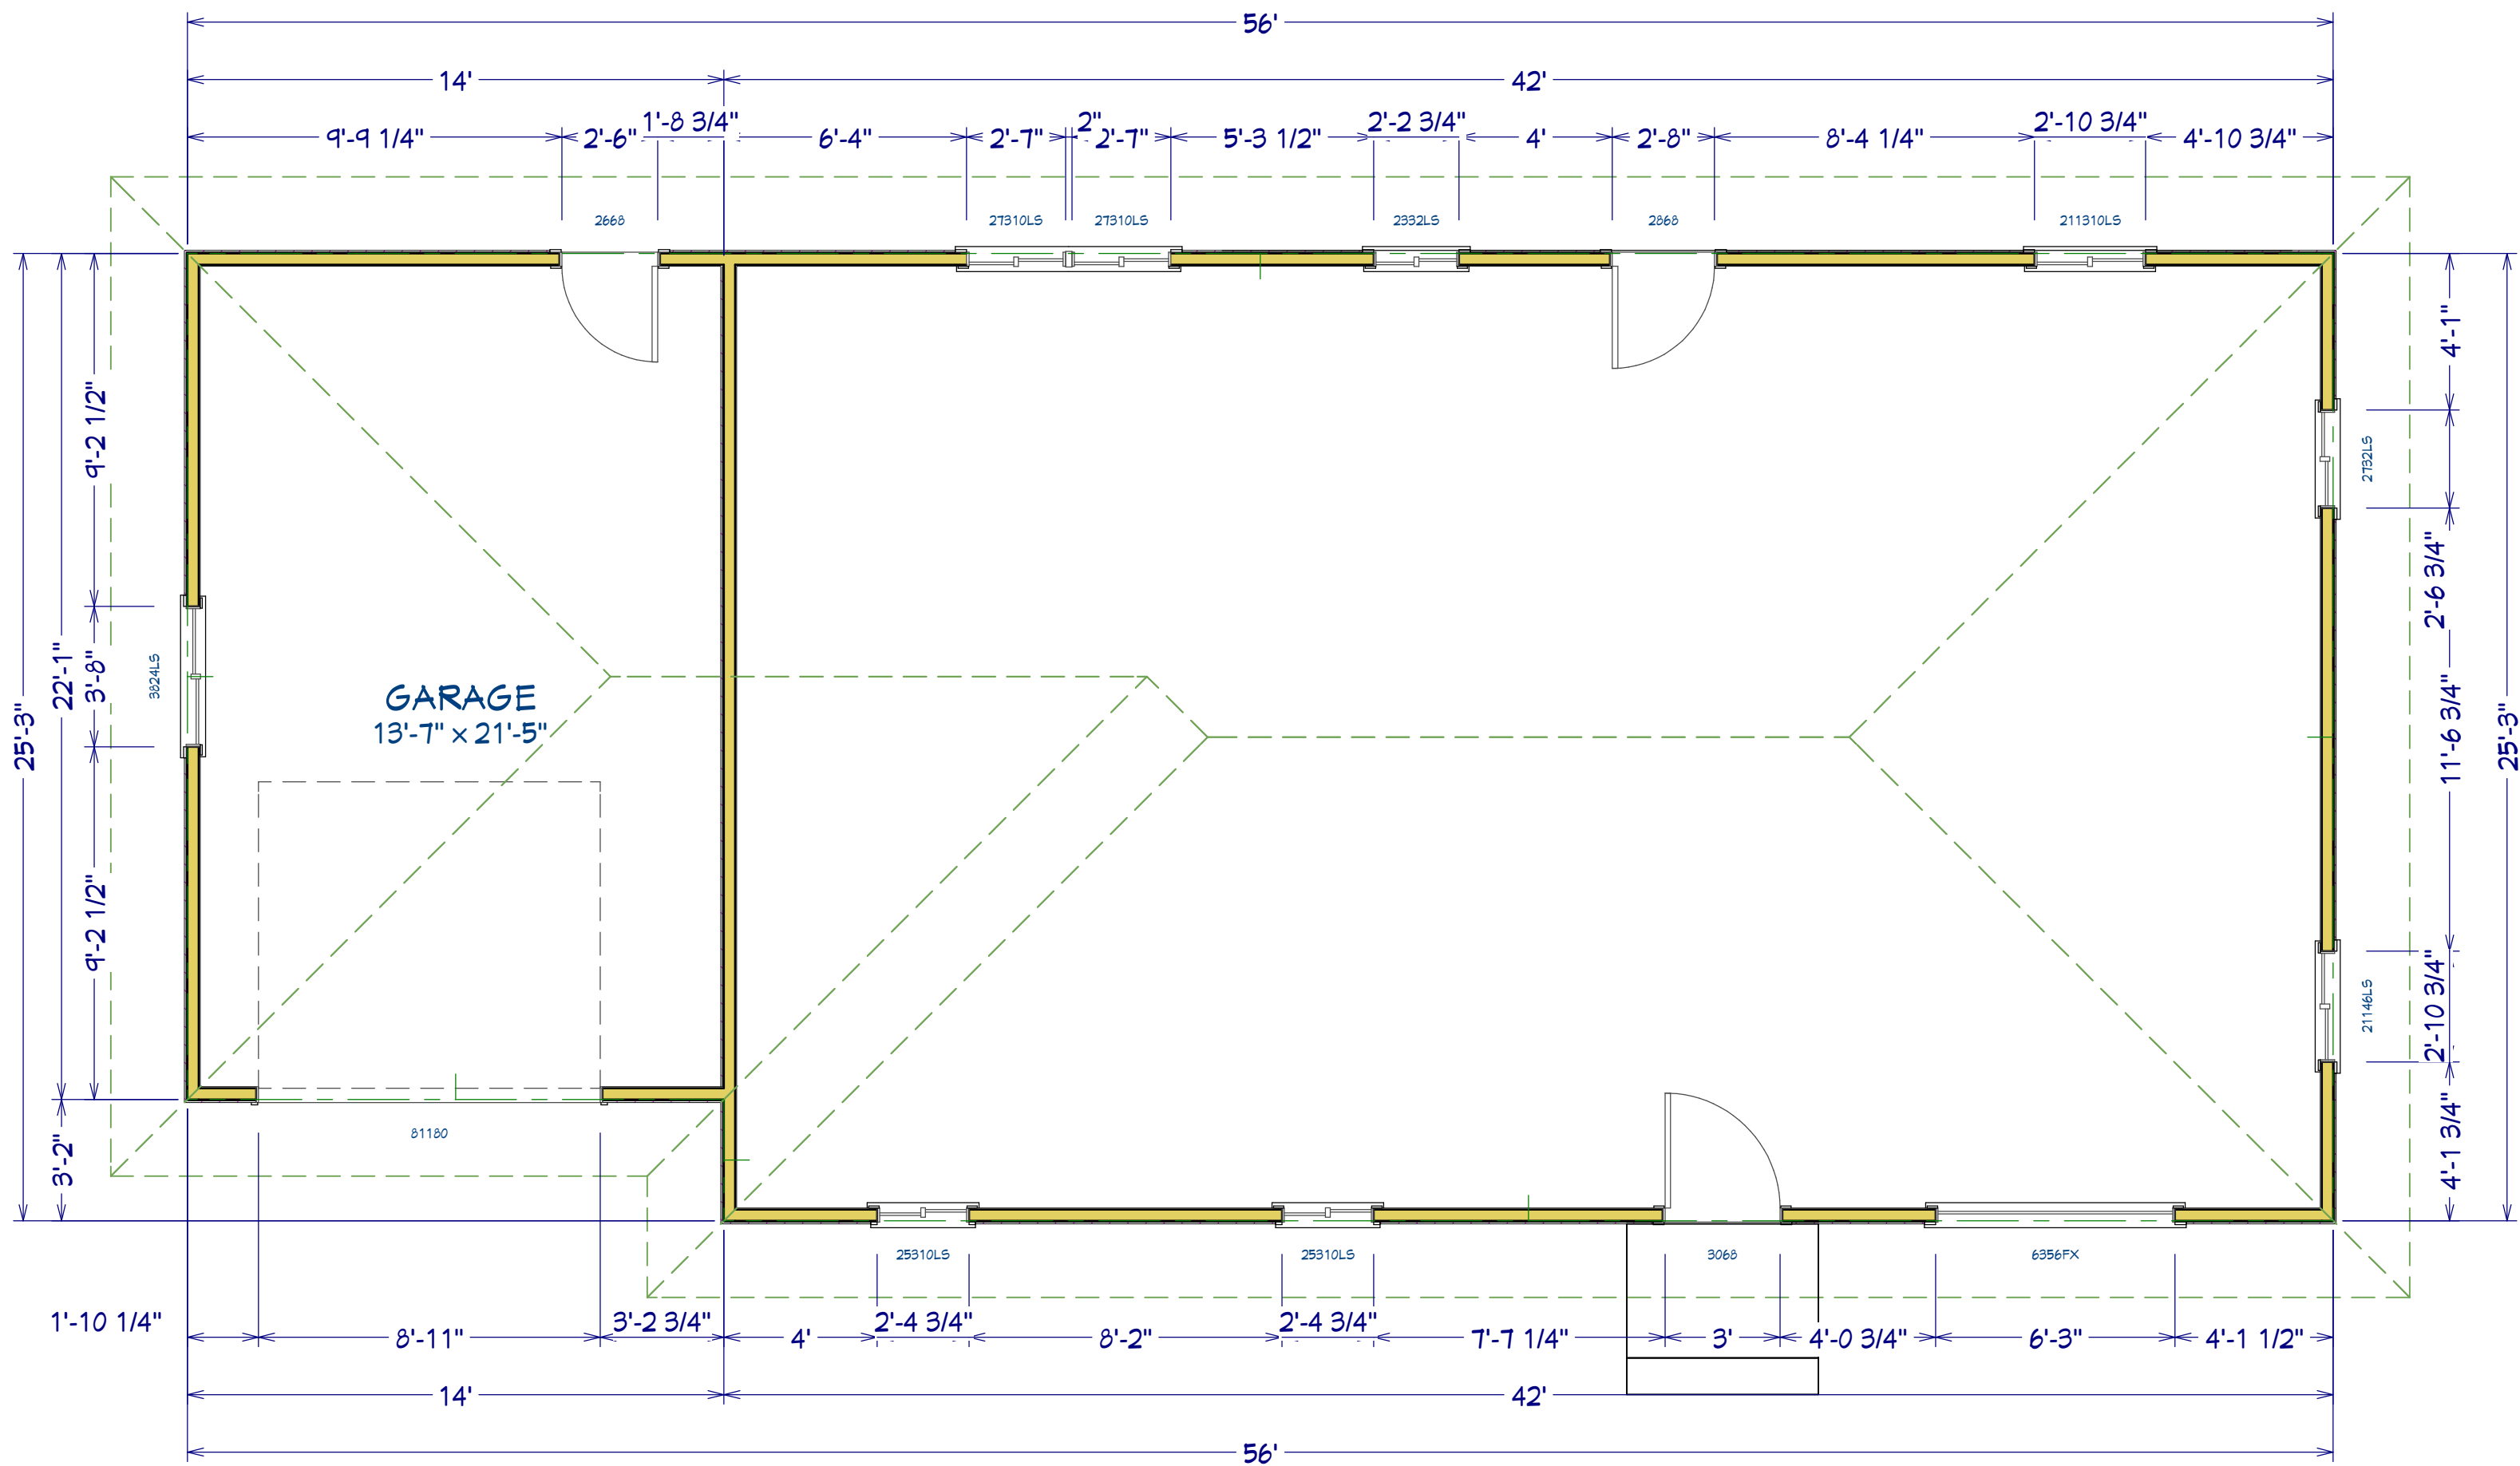 56'
14' 42'
9'-9 1/4" 2'-6" 1'-8 3/4" 6'-4" 2'-7" 2" 2'-7" 5'-3 1/2" 2'-2 3/4" 4' 2'-8" 8'-4 1/4" 2'-10 3/4" 4'-10 3/4"
2668 27310LS 27310LS 2332LS 2868 211310LS
25'-3"
22'-1"
3'-2"
9'-2 1/2"
3'-8"
9'-2 1/2"
3824LS
GARAGE
13'-7" x 21'-5"
2732LS
21146LS
4'-1"
2'-6 3/4"
11'-6 3/4"
2'-10 3/4"
4'-1 3/4"
25'-3"
81180
25310LS 25310LS 3068 6356FX
1'-10 1/4" 8'-11" 3'-2 3/4" 4' 2'-4 3/4" 8'-2" 2'-4 3/4" 7'-7 1/4" 3' 4'-0 3/4" 6'-3" 4'-1 1/2"
14' 42'
56'